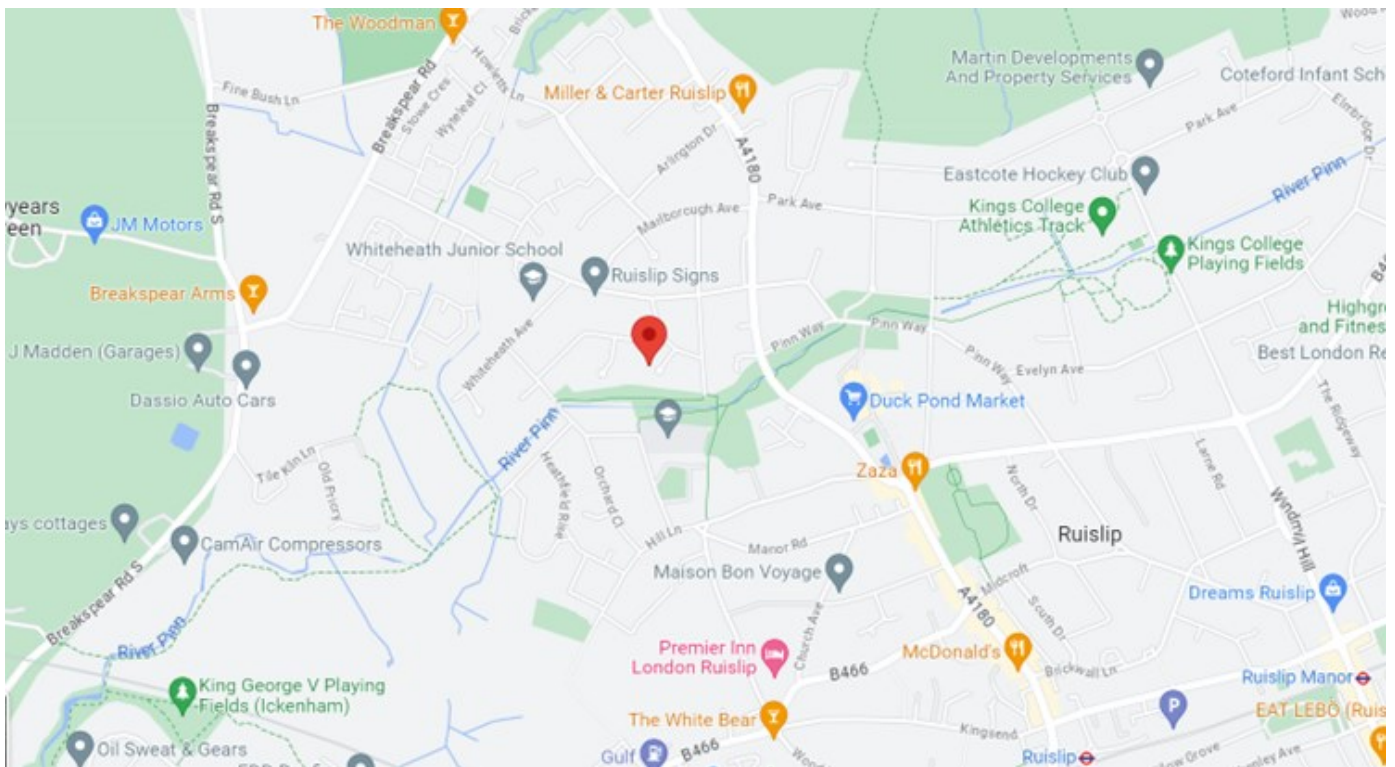 The Woodman
Martin Developments
And Property Services
Coteford Infant Sch
Fine Bush Ln
Howletts Ln
Stowe Cres
Wyteleaf Cl
Breakspear Rd
Breakspear Rd S
Miller & Carter Ruislip
Arlington Dr
A4180
Park Ave
Elmbridge Dr
Eastcote Hockey Club
River Pinn
Kings College
Athletics Track
Marlborough Ave
Park Ave
JM Motors
Whiteheath Junior School
Ruislip Signs
Kings College
Playing Fields
Breakspear Arms
Pinn Way
Pinn Way
Pinn Way
J Madden (Garages)
Whiteheath Ave
Evelyn Ave
Best London Re
and Fitnes
Dassio Auto Cars
Duck Pond Market
The Ridgeway
River Pinn
Tile Kiln Ln
Old Priory
Heathfield Rise
Orchard Cl
Zaza
North Dr
Larne Rd
Windmill Hill
ays cottages
CamAir Compressors
Hill Ln
Manor Rd
Ruislip
Maison Bon Voyage
Midcroft
Dreams Ruislip
Breakspear Rd S
River Pinn
Church Ave
A4180
South Dr
Premier Inn
London Ruislip
McDonald's
Brickwall Ln
B466
Ruislip Manor
King George V Playing
Fields (Ickenham)
P
The White Bear
Kingsend
EAT LEBÖ (Ruis
Oil Sweat & Gears
Gulf
B466
Ruislip